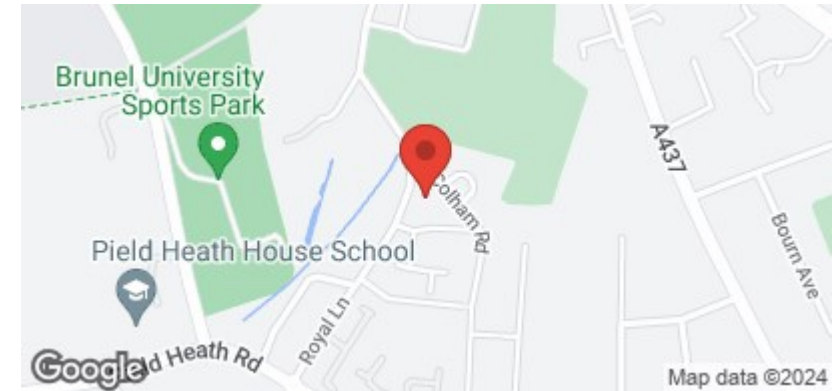 Brunel University
Sports Park
A437
Colham Rd
Bourn Ave
Pield Heath House School
Royal Ln
Google
d Heath Rd
Map data ©2024